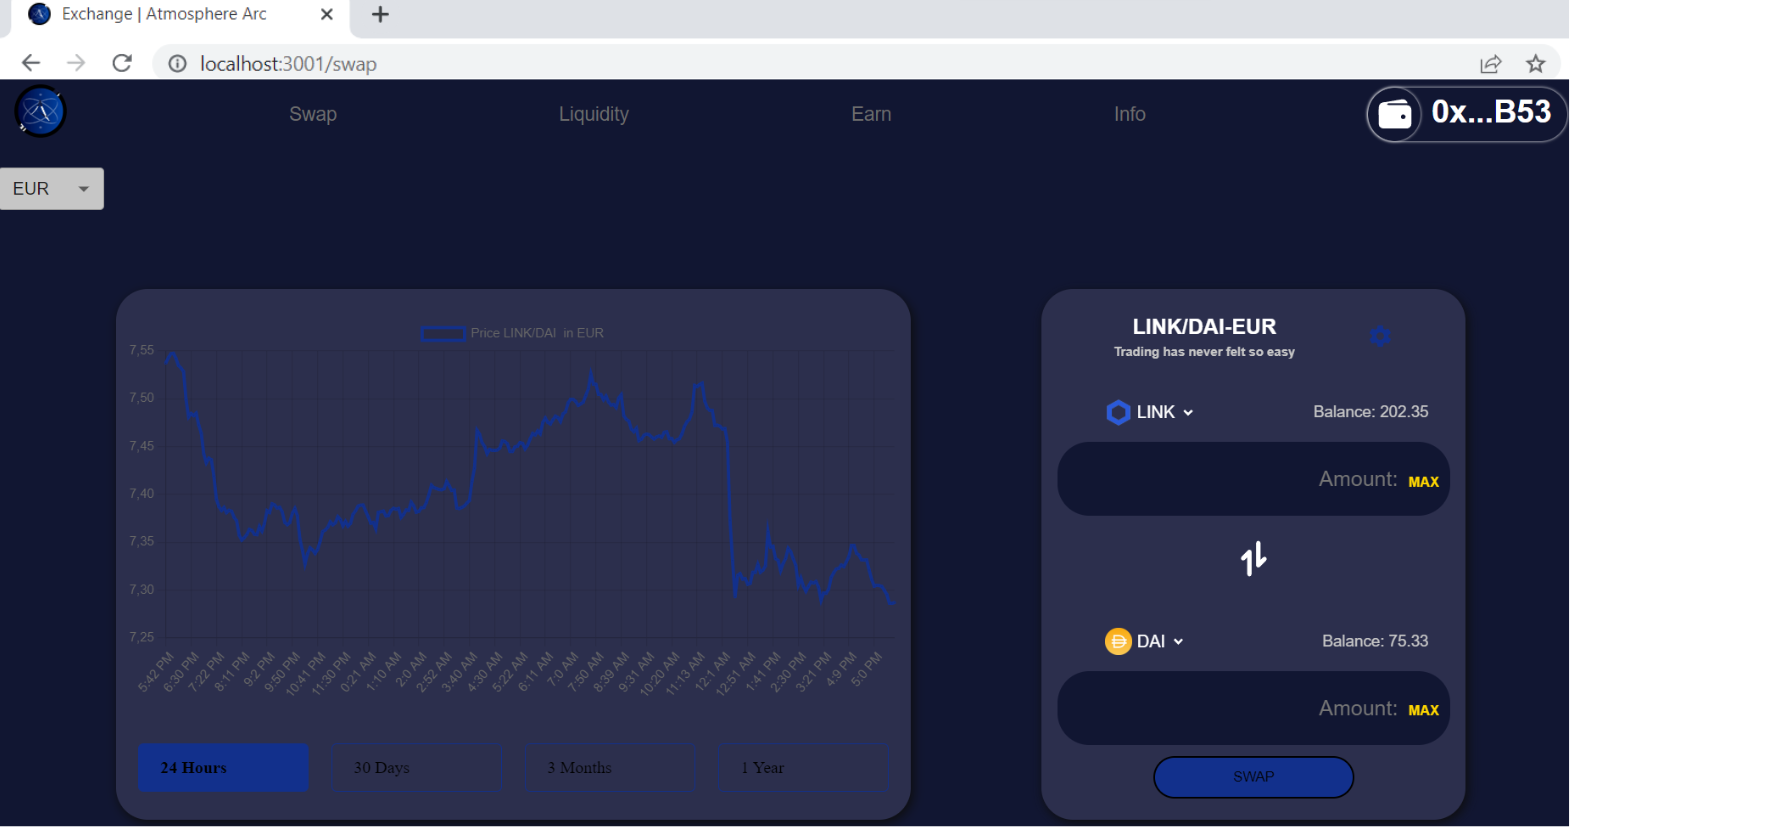 Exchange | Atmosphere Arc
localhost:3001/swap
Swap Liquidity Earn Info 0x...B53
EUR
Price LINK/DAI in EUR
7,55
7,50
7,45
7,40
7,35
7,30
7,25
5:42 PM 6:30 PM 7:22 PM 8:11 PM 9:2 PM 9:50 PM 10:41 PM 11:30 PM 0:21 AM 1:10 AM 2:0 AM 2:52 AM 3:40 AM 4:30 AM 5:22 AM 6:11 AM 7:0 AM 7:50 AM 8:39 AM 9:31 AM 10:20 AM 11:13 AM 12:1 AM 12:51 AM 1:41 PM 2:30 PM 3:21 PM 4:9 PM 5:0 PM
24 Hours 30 Days 3 Months 1 Year
LINK/DAI-EUR
Trading has never felt so easy
LINK Balance: 202.35
Amount: MAX
DAI Balance: 75.33
Amount: MAX
SWAP